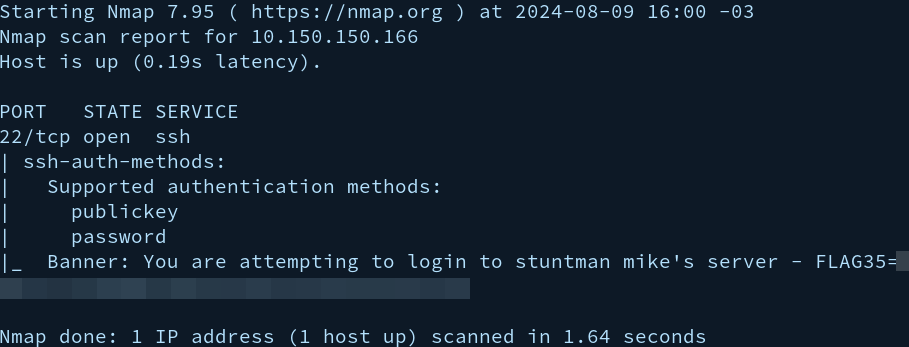 Starting Nmap 7.95 ( https://nmap.org ) at 2024-08-09 16:00 -03
Nmap scan report for 10.150.150.166
Host is up (0.19s latency).
PORT   STATE SERVICE
22/tcp open  ssh
| ssh-auth-methods:
|   Supported authentication methods:
|     publickey
|     password
|_  Banner: You are attempting to login to stuntman mike's server - FLAG35=
Nmap done: 1 IP address (1 host up) scanned in 1.64 seconds